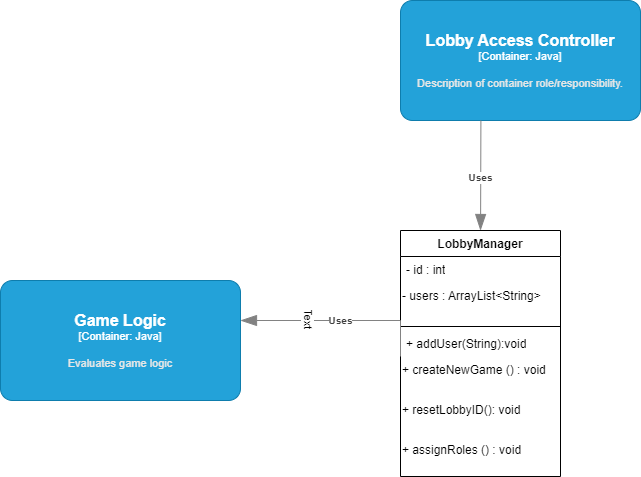 Lobby Access Controller
[Container: Java]
Description of container role/responsibility.
Uses
LobbyManager
- id : int
- users : ArrayList<String>
Game Logic
[Container: Java]
Evaluates game logic
Text
Uses
+ addUser(String):void
+ createNewGame () : void
+ resetLobbyID(): void
+ assignRoles () : void